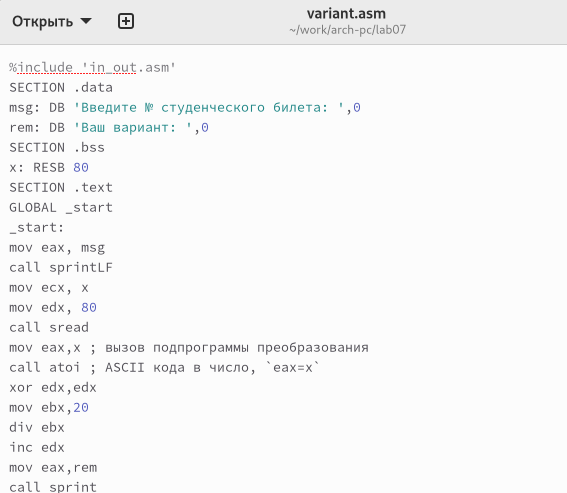 Открыть
variant.asm
~/work/arch-pc/lab07
%include 'in_out.asm'
SECTION .data
msg: DB 'Введите № студенческого билета: ',0
rem: DB 'Ваш вариант: ',0
SECTION .bss
x: RESB 80
SECTION .text
GLOBAL _start
_start:
mov eax, msg
call sprintLF
mov ecx, x
mov edx, 80
call sread
mov eax,x ; вызов подпрограммы преобразования
call atoi ; ASCII кода в число, `eax=x`
xor edx,edx
mov ebx,20
div ebx
inc edx
mov eax,rem
call sprint